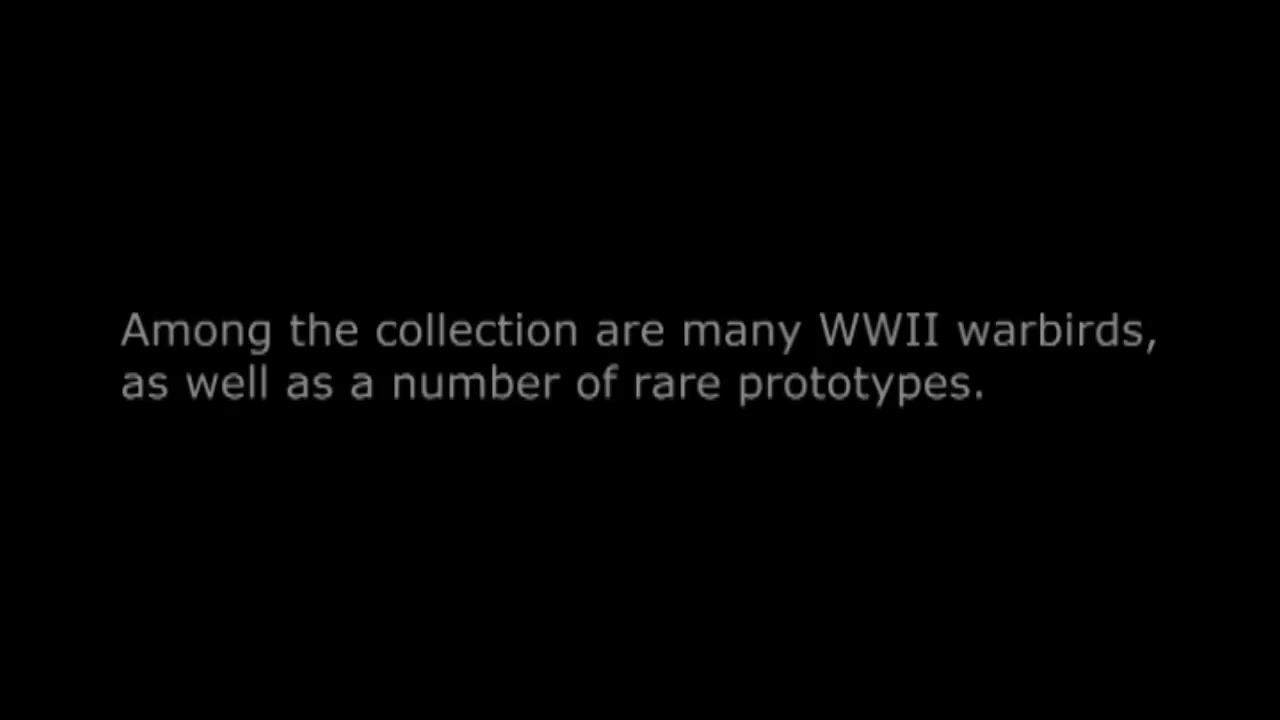 Among the collection are many WWII warbirds,
as well as a number of rare prototypes.